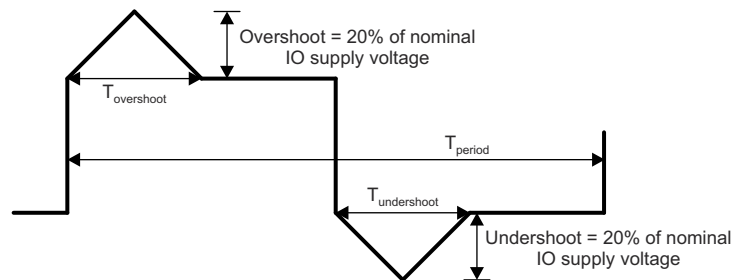 Overshoot = 20% of nominal
IO supply voltage
Tovershoot
Tperiod
Tundershoot
Undershoot = 20% of nominal
IO supply voltage